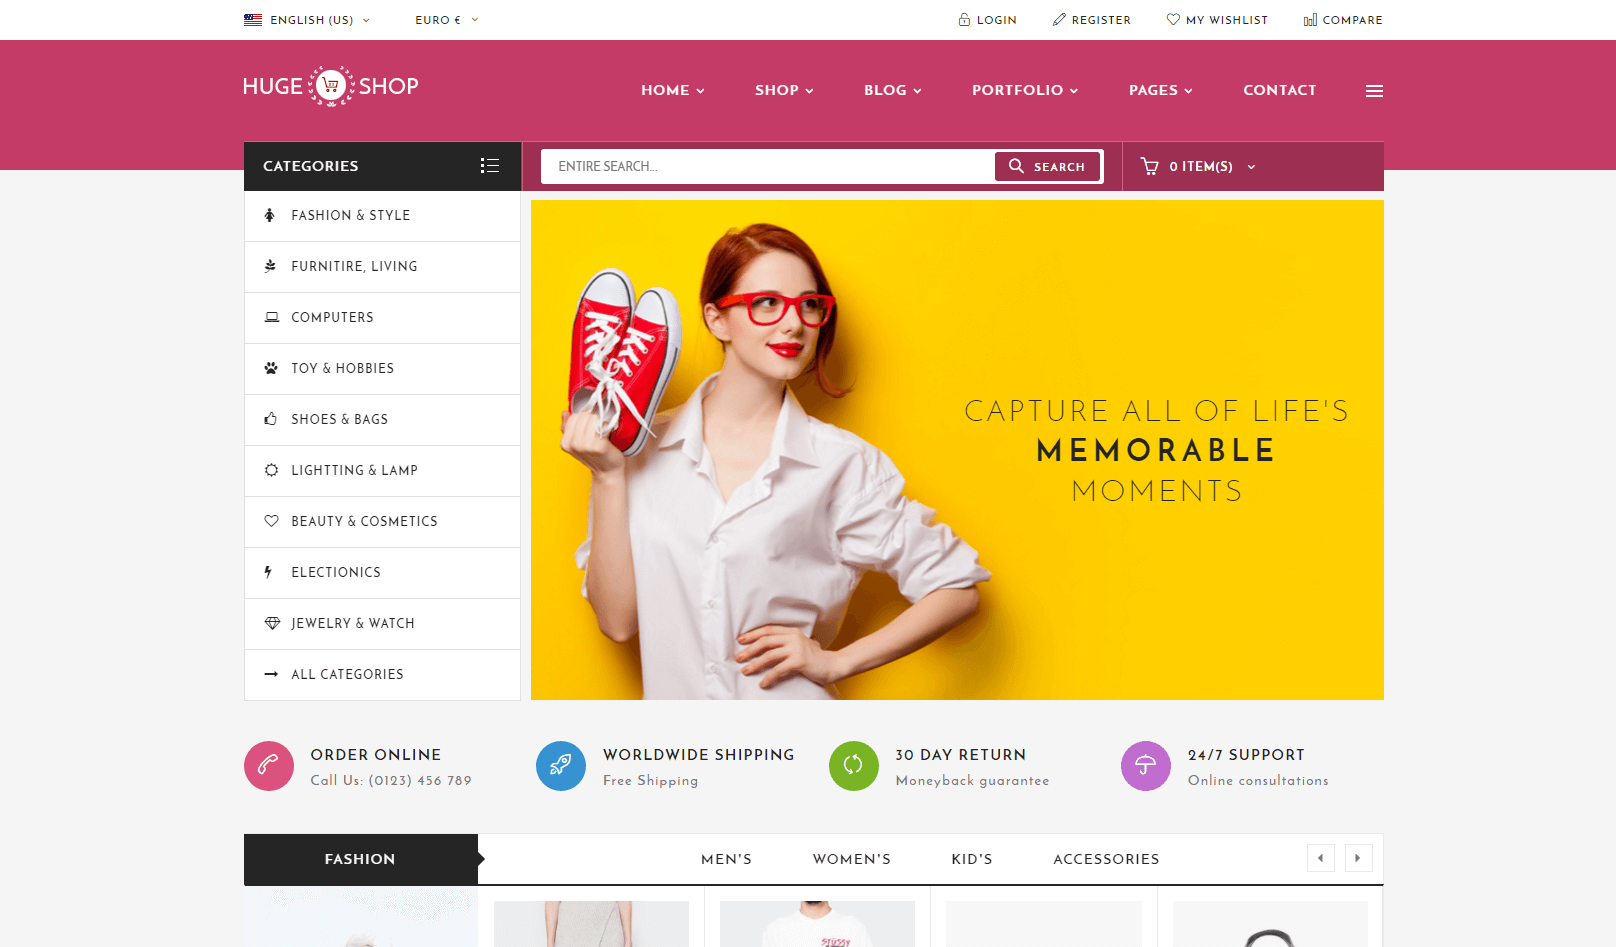 ENGLISH (US)
EURO €
LOGIN
REGISTER
MY WISHLIST
COMPARE
HUGE SHOP
HOME
SHOP
BLOG
PORTFOLIO
PAGES
CONTACT
CATEGORIES
ENTIRE SEARCH...
SEARCH
0 ITEM(S)
FASHION & STYLE
FURNITIRE, LIVING
COMPUTERS
TOY & HOBBIES
SHOES & BAGS
LIGHTTING & LAMP
BEAUTY & COSMETICS
ELECTIONICS
JEWELRY & WATCH
ALL CATEGORIES
CAPTURE ALL OF LIFE'S
MEMORABLE
MOMENTS
ORDER ONLINE
Call Us: (0123) 456 789
WORLDWIDE SHIPPING
Free Shipping
30 DAY RETURN
Moneyback guarantee
24/7 SUPPORT
Online consultations
FASHION
MEN'S
WOMEN'S
KID'S
ACCESSORIES
STÜSSY